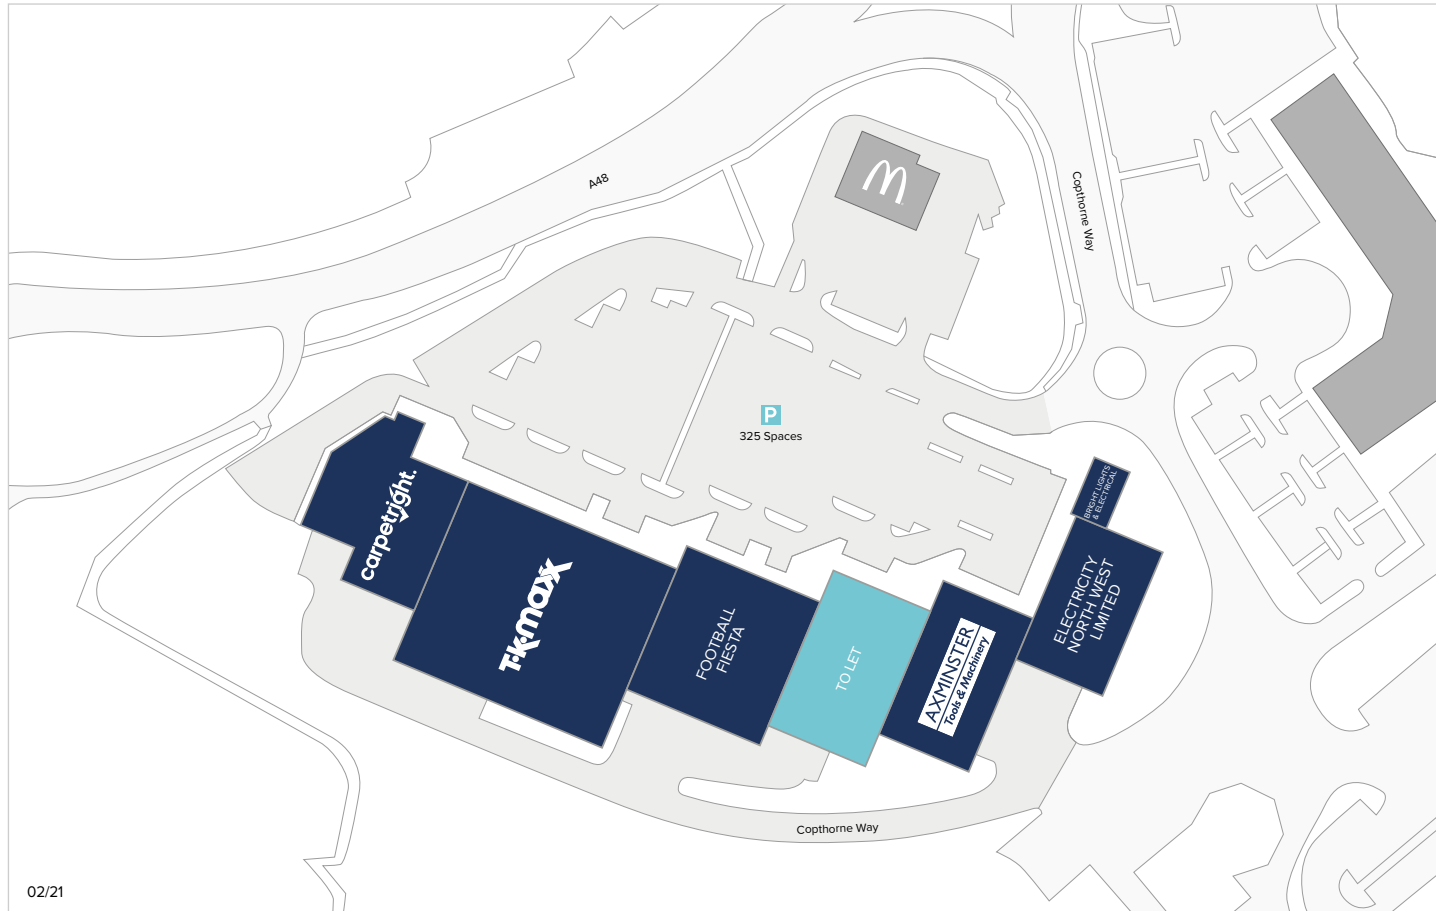 A48
Copthorne Way
P
325 Spaces
carpetright.
T·K·maxx
FOOTBALL
FIESTA
TO LET
AXMINSTER
Tools & Machinery
ELECTRICITY
NORTH WEST
LIMITED
BRIGHT LIGHTS
& ELECTRICAL
Copthorne Way
02/21